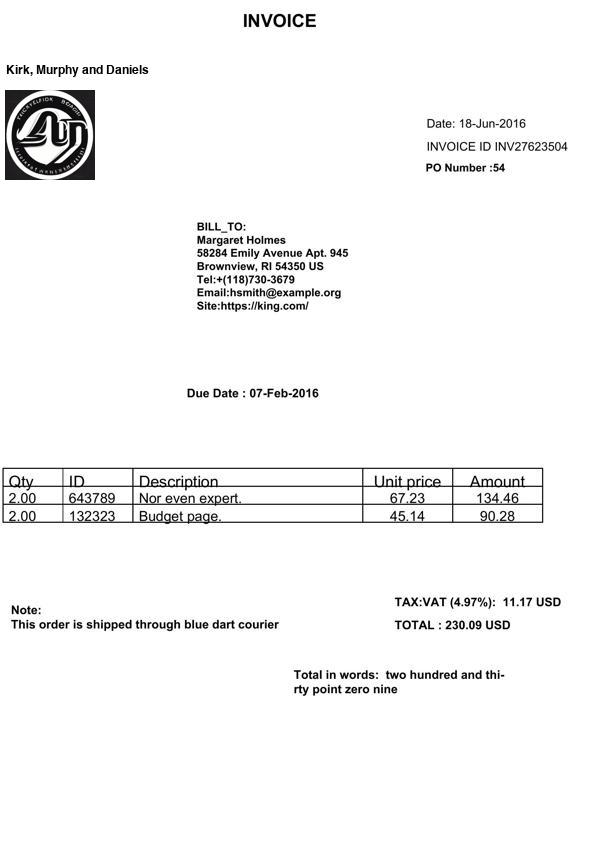 INVOICE
Kirk, Murphy and Daniels
Date: 18-Jun-2016
INVOICE ID INV27623504
PO Number :54
BILL_TO:
Margaret Holmes
58284 Emily Avenue Apt. 945
Brownview, RI 54350 US
Tel:+(118)730-3679
Email:hsmith@example.org
Site:https://king.com/
Due Date : 07-Feb-2016
Qty ID Description Unit price Amount
2.00 643789 Nor even expert. 67.23 134.46
2.00 132323 Budget page. 45.14 90.28
TAX:VAT (4.97%): 11.17 USD
Note:
This order is shipped through blue dart courier
TOTAL : 230.09 USD
Total in words: two hundred and thi-
rty point zero nine